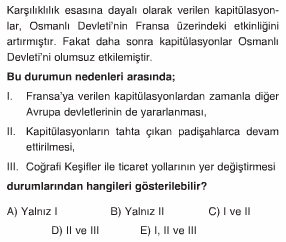 Karşılıklılık esasına dayalı olarak verilen kapitülasyon-
lar, Osmanlı Devleti'nin Fransa üzerindeki etkinliğini
artırmıştır. Fakat daha sonra kapitülasyonlar Osmanlı
Devleti'ni olumsuz etkilemiştir.
Bu durumun nedenleri arasında;
I. Fransa'ya verilen kapitülasyonlardan zamanla diğer
Avrupa devletlerinin de yararlanması,
II. Kapitülasyonların tahta çıkan padişahlarca devam
ettirilmesi,
III. Coğrafi Keşifler ile ticaret yollarının yer değiştirmesi
durumlarından hangileri gösterilebilir?
A) Yalnız I B) Yalnız II C) I ve II
D) II ve III E) I, II ve III